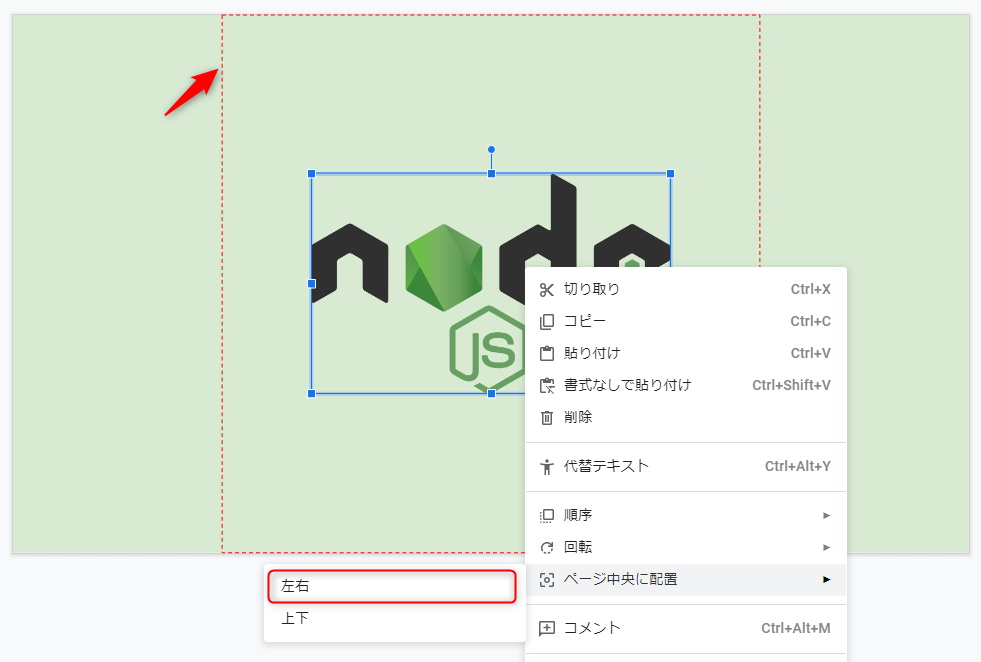 node
JS
切り取り Ctrl+X
コピー Ctrl+C
貼り付け Ctrl+V
書式なしで貼り付け Ctrl+Shift+V
削除
代替テキスト Ctrl+Alt+Y
順序
回転
ページ中央に配置
左右
上下
コメント Ctrl+Alt+M